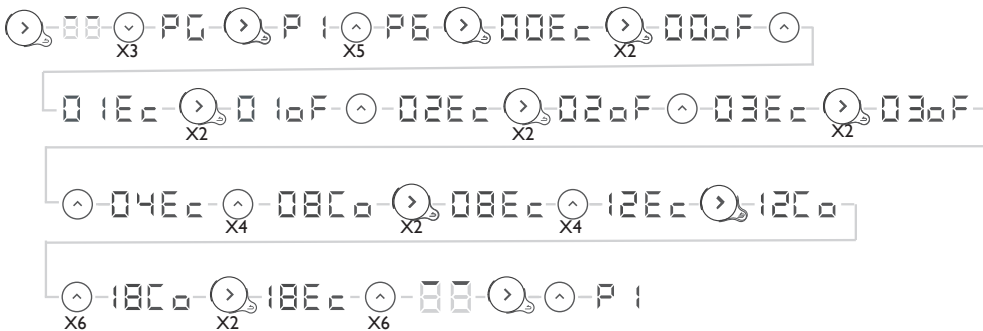 88 X3 PG P1 X5 P6 00Ec X2 00oF
01Ec X2 01oF 02Ec X2 02oF 03Ec X2 03oF
04Ec X4 08Co X2 08Ec X4 12Ec 12Co
X6 18Co X2 18Ec X6 88 P1